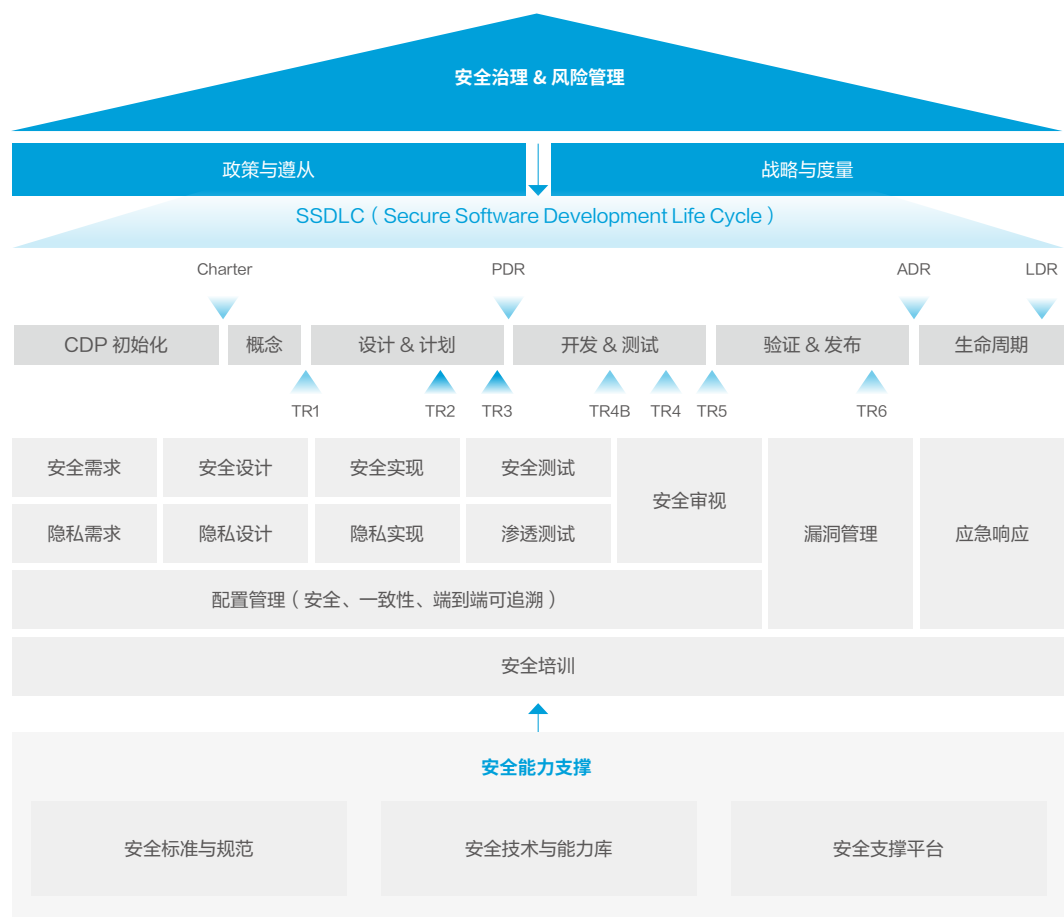 安全治理 & 风险管理
政策与遵从
战略与度量
SSDLC（Secure Software Development Life Cycle）
Charter
PDR
ADR
LDR
CDP 初始化
概念
设计 & 计划
开发 & 测试
验证 & 发布
生命周期
TR1
TR2
TR3
TR4B
TR4
TR5
TR6
安全需求
安全设计
安全实现
安全测试
安全审视
漏洞管理
应急响应
隐私需求
隐私设计
隐私实现
渗透测试
配置管理（安全、一致性、端到端可追溯）
安全培训
安全能力支撑
安全标准与规范
安全技术与能力库
安全支撑平台